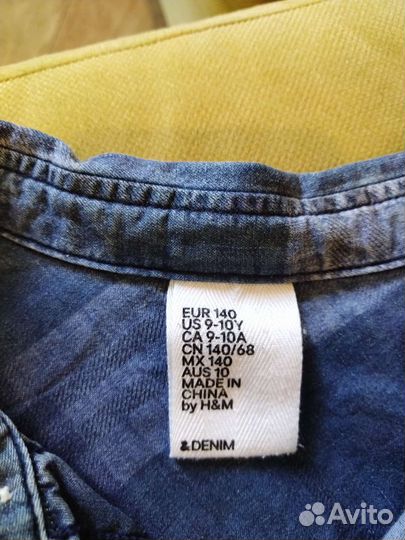 EUR 140
US 9-10Y
CA 9-10A
CN 140/68
MX 140
AUS 10
MADE IN
CHINA
by H&M
&DENIM
Avito